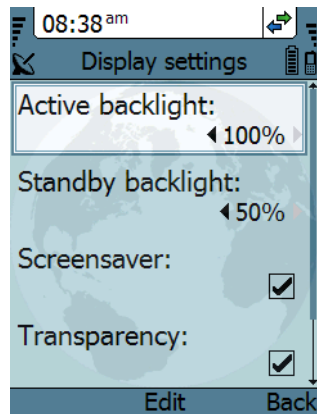 08:38 am
Display settings
Active backlight:
100%
Standby backlight:
50%
Screensaver:
Transparency:
Edit Back